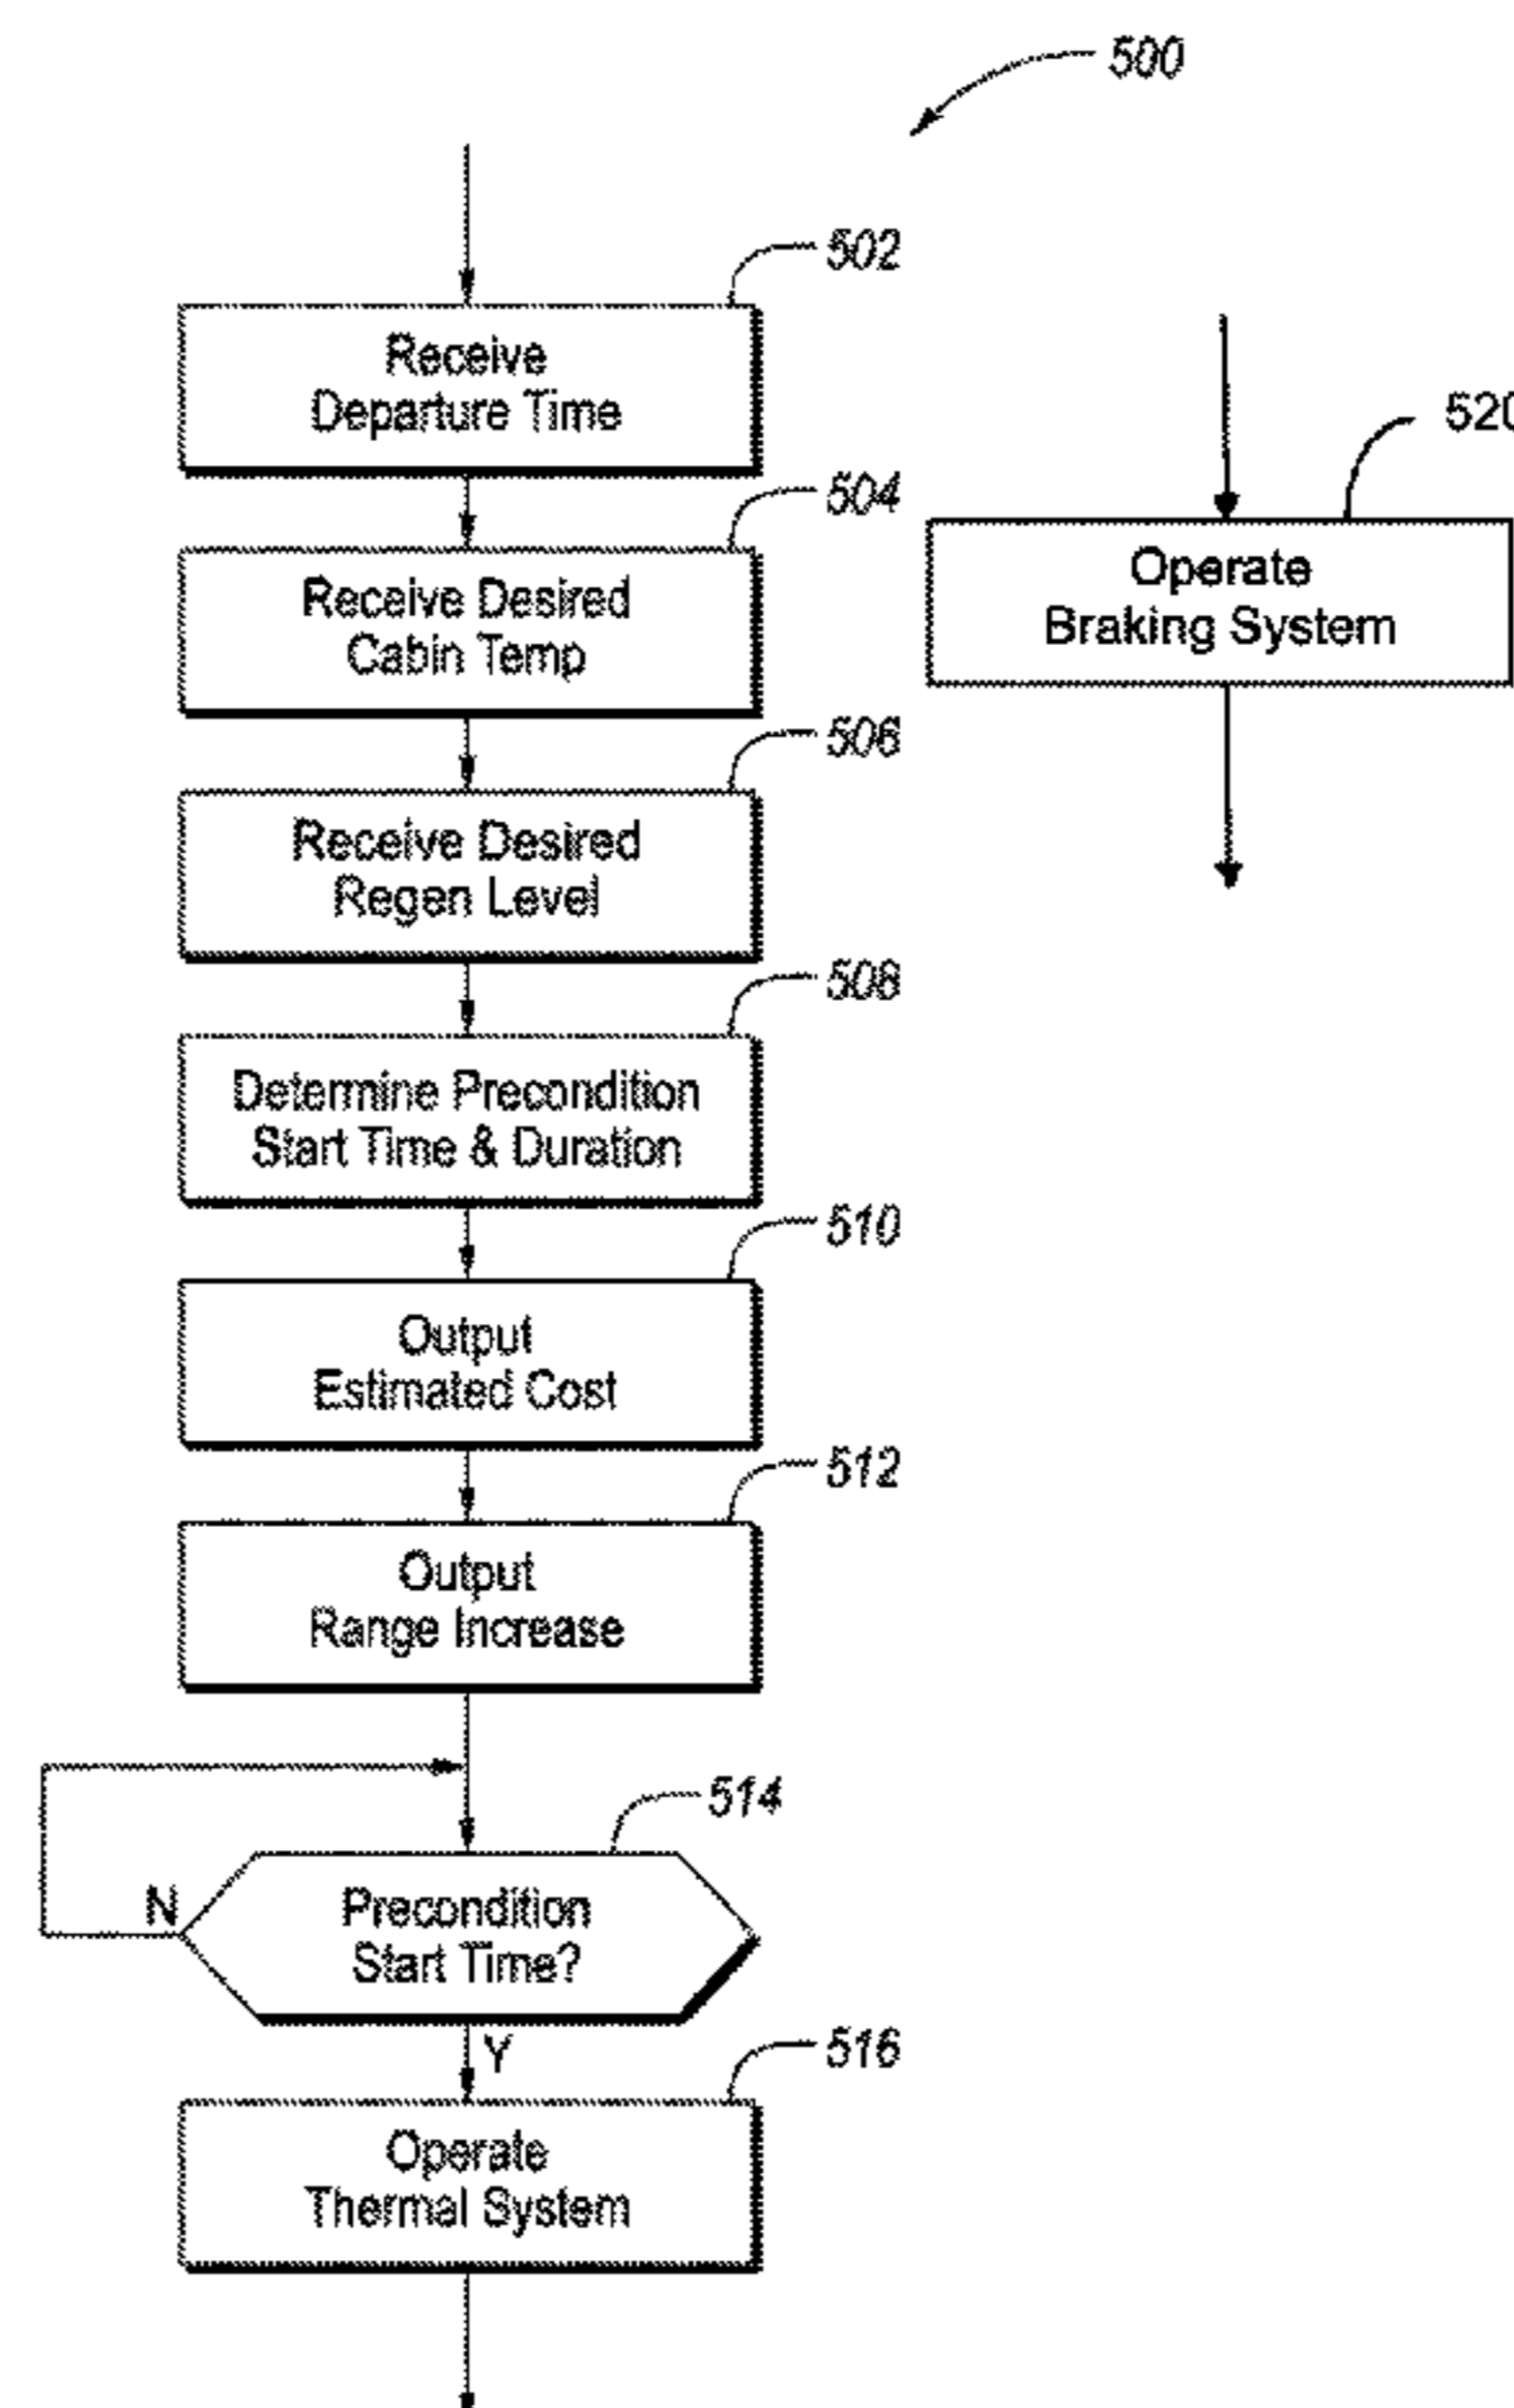 500
502
Receive
Departure Time
504
Receive Desired
Cabin Temp
506
Receive Desired
Regen Level
508
Determine Precondition
Start Time & Duration
510
Output
Estimated Cost
512
Output
Range Increase
514
N
Precondition
Start Time?
Y
516
Operate
Thermal System
520
Operate
Braking System